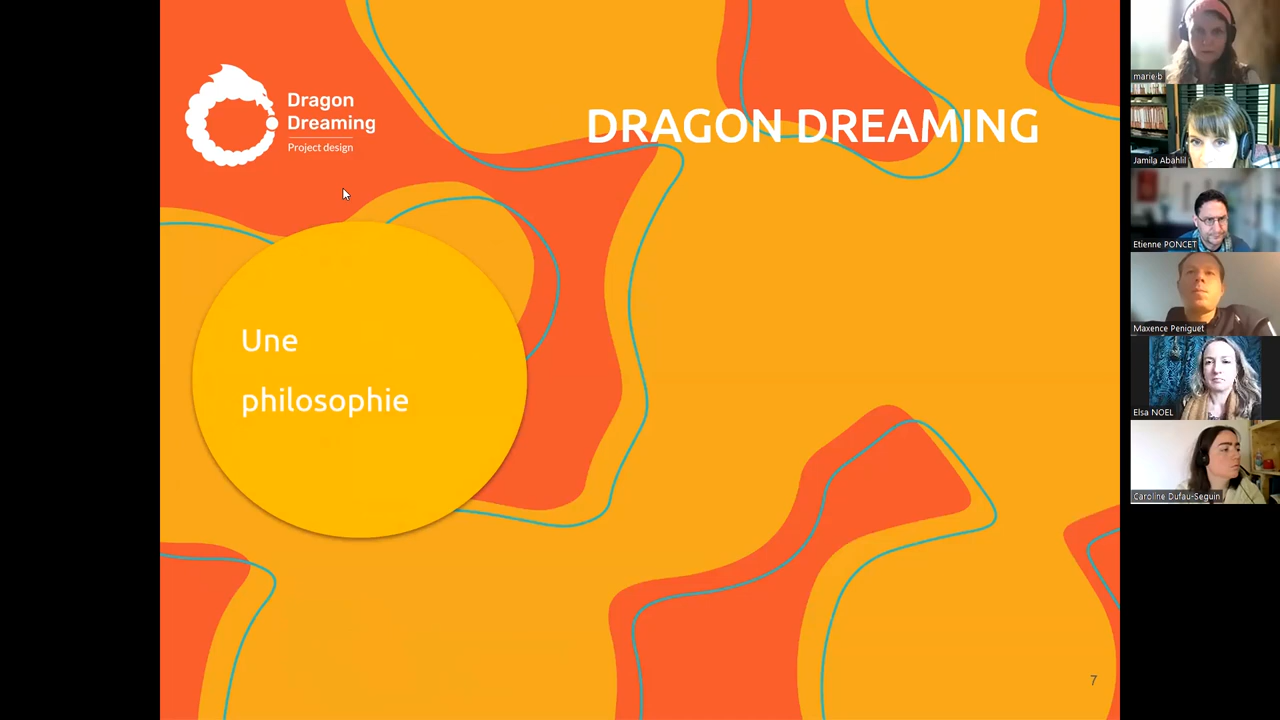 Dragon
Dreaming
Project design
DRAGON DREAMING
Une
philosophie
7
marie b
Jamila Abahlil
Etienne PONCET
Maxence Peniguet
Elsa NOEL
Caroline Dufau-Seguin